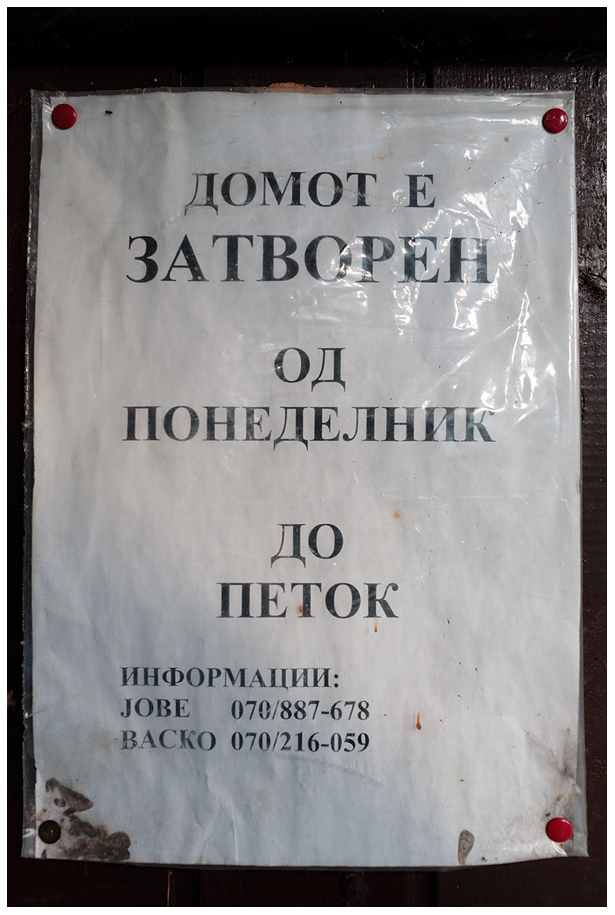 ДОМОТ Е
ЗАТВОРЕН
ОД
ПОНЕДЕЛНИК
ДО
ПЕТОК
ИНФОРМАЦИИ:
ЈОВЕ 070/887-678
ВАСКО 070/216-059